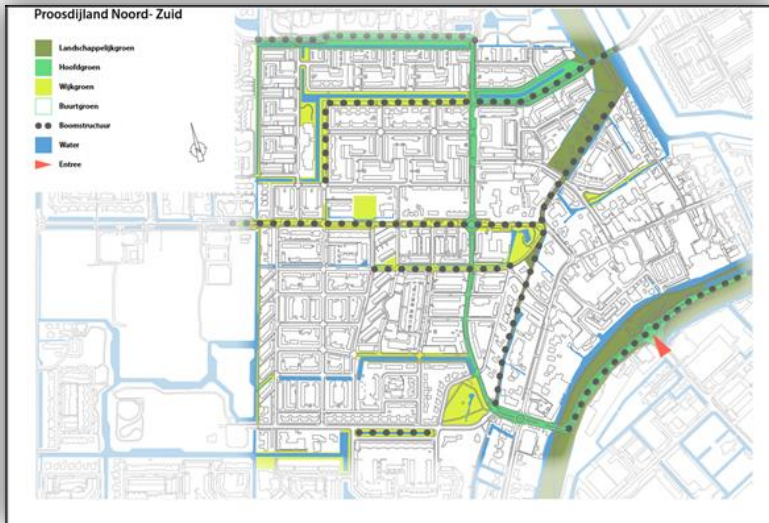 Proosdijland Noord- Zuid
Landschappelijkgroen
Hoofdgroen
Wijkgroen
Buurtgroen
Boomstructuur
Water
Entree